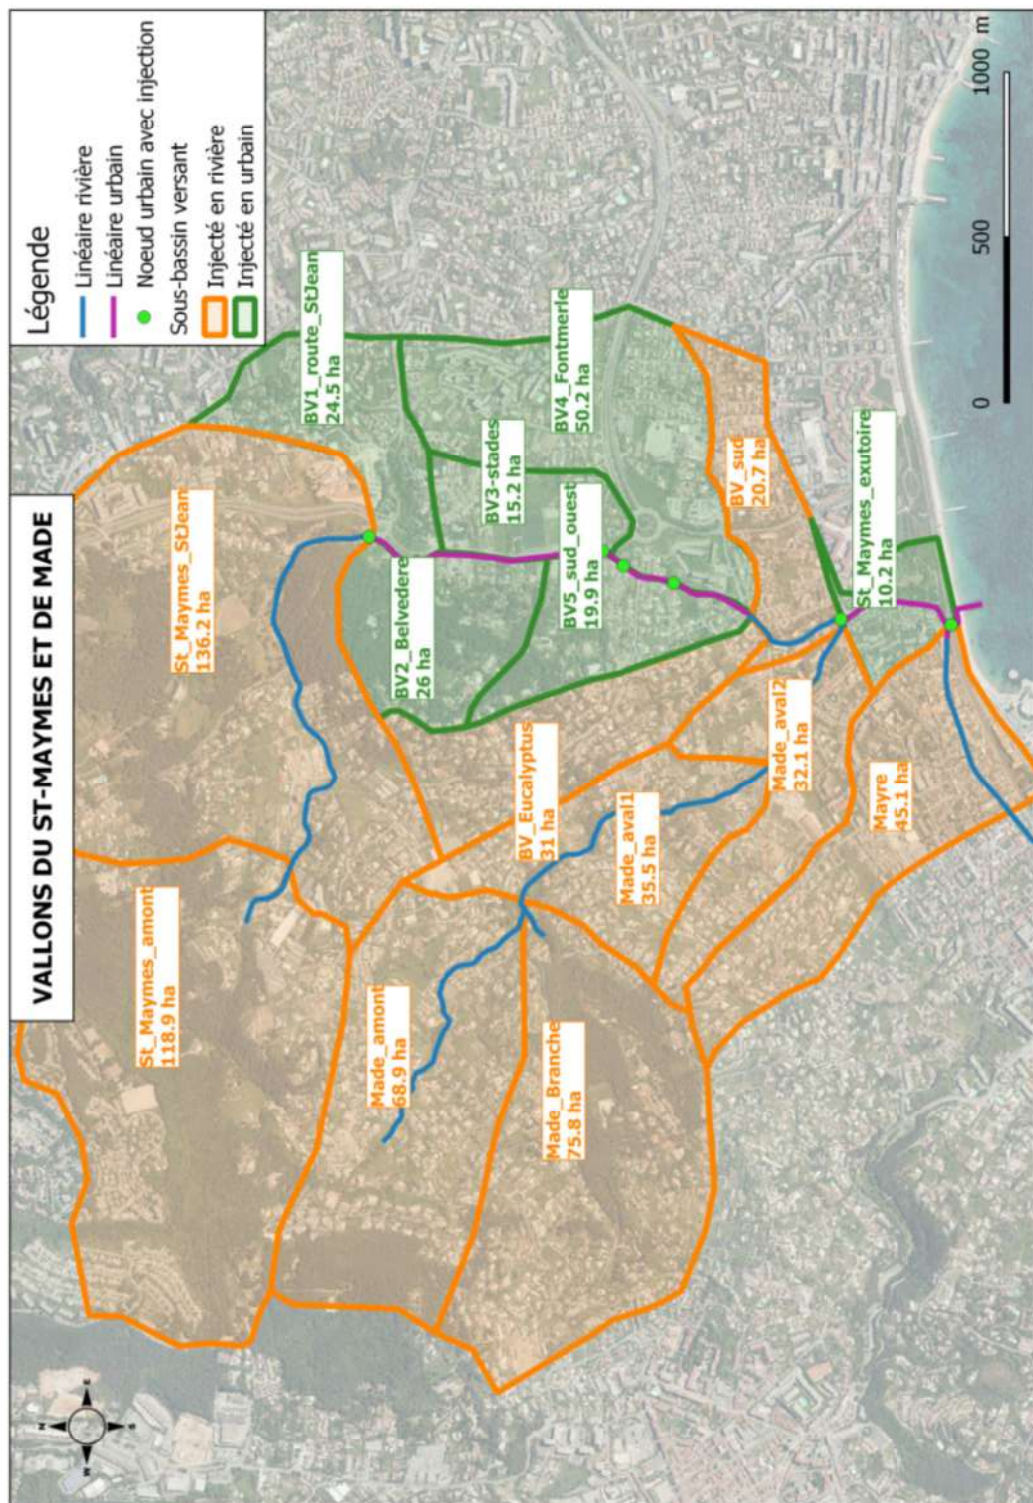 VALLONS DU ST-MAYMES ET DE MADE
Légende
Linéaire rivière
Linéaire urbain
Noeud urbain avec injection
Sous-bassin versant
Injecté en rivière
Injecté en urbain
St_Maymes_amont
118.9 ha
St_Maymes_StJean
136.2 ha
BV1_route_StJean
24.5 ha
Made_amont
68.9 ha
BV2_Belvedere
26 ha
BV3-stades
15.2 ha
BV4_Fontmerle
50.2 ha
Made_Branche
75.8 ha
BV_Eucalyptus
31 ha
BV5_sud_ouest
19.9 ha
Made_aval1
35.5 ha
BV_sud
20.7 ha
Made_aval2
32.1 ha
St_Maymes_exutoire
10.2 ha
Mayre
45.1 ha
N
W
E
S
0
500
1000 m